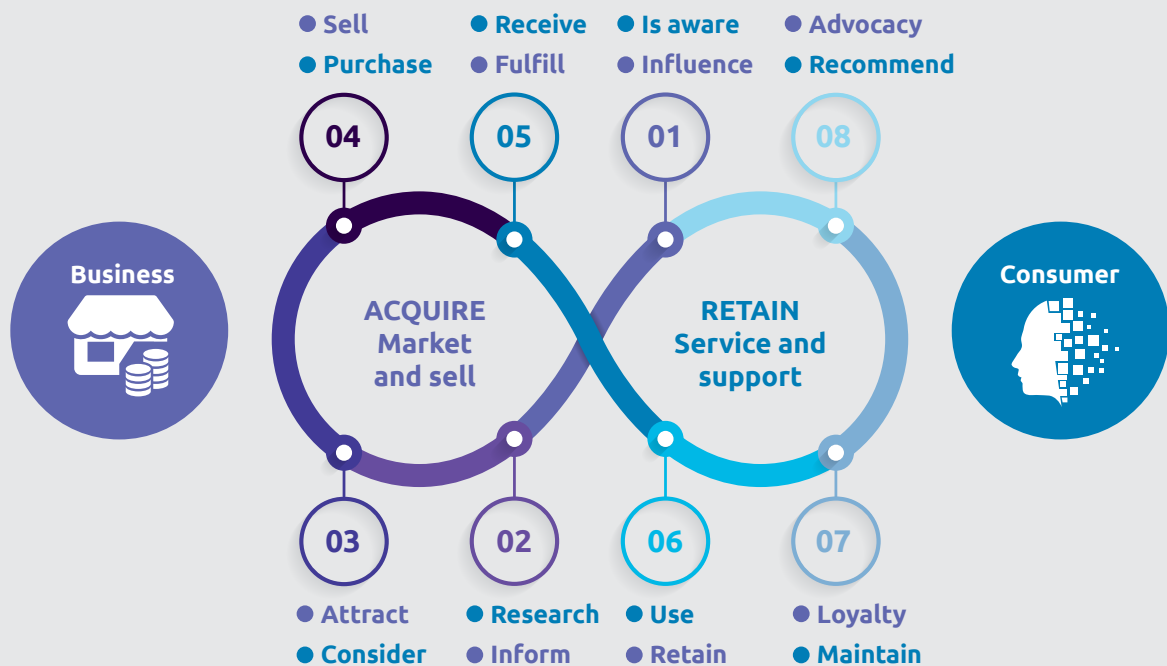 Sell
Purchase
Receive
Fulfill
Is aware
Influence
Advocacy
Recommend
04
05
01
08
Business
ACQUIRE
Market
and sell
RETAIN
Service and
support
Consumer
03
02
06
07
Attract
Consider
Research
Inform
Use
Retain
Loyalty
Maintain